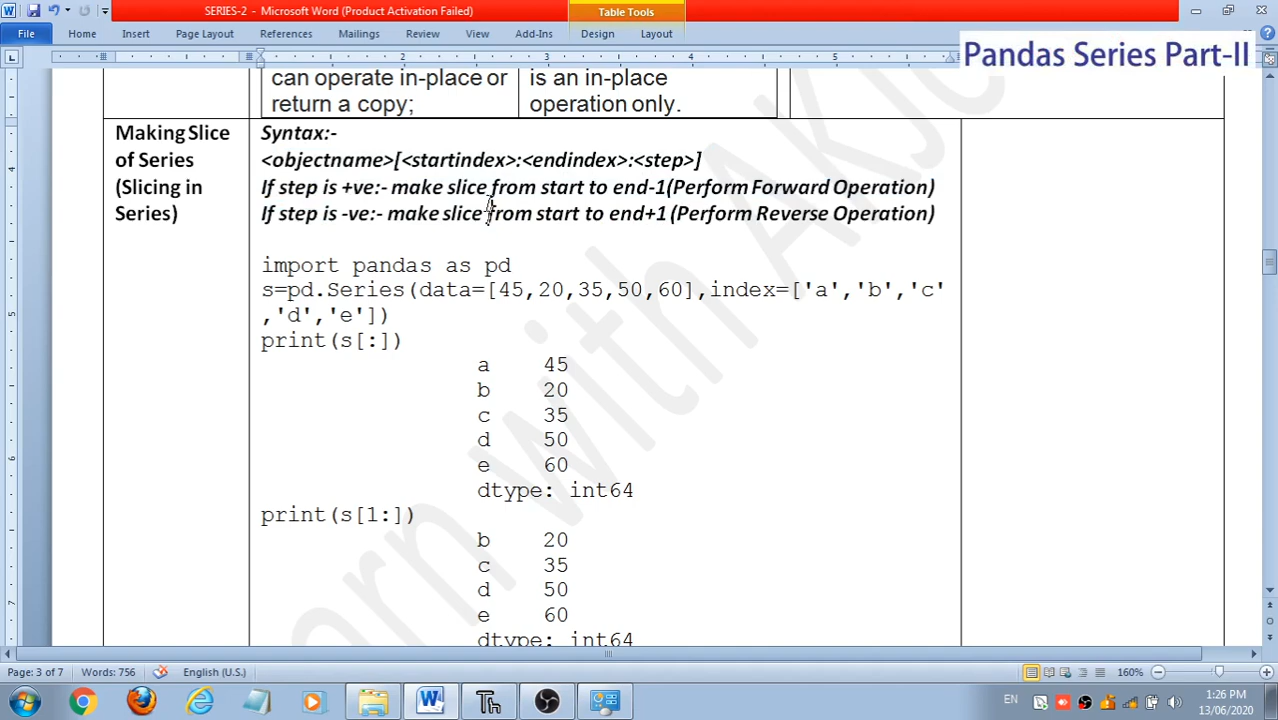 SERIES-2 - Microsoft Word (Product Activation Failed)
Table Tools
File Home Insert Page Layout References Mailings Review View Add-Ins Design Layout
Pandas Series Part-II
can operate in-place or
return a copy;
is an in-place
operation only.
Making Slice
of Series
(Slicing in
Series)
Syntax:-
<objectname>[<startindex>:<endindex>:<step>]
If step is +ve:- make slice from start to end-1(Perform Forward Operation)
If step is -ve:- make slice from start to end+1(Perform Reverse Operation)
import pandas as pd
s=pd.Series(data=[45,20,35,50,60],index=['a','b','c'
,'d','e'])
print(s[:])
a 45
b 20
c 35
d 50
e 60
dtype: int64
print(s[1:])
b 20
c 35
d 50
e 60
dtype: int64
arn with AKS
Page: 3 of 7 Words: 756 English (U.S.) 160%
EN 1:26 PM
13/06/2020